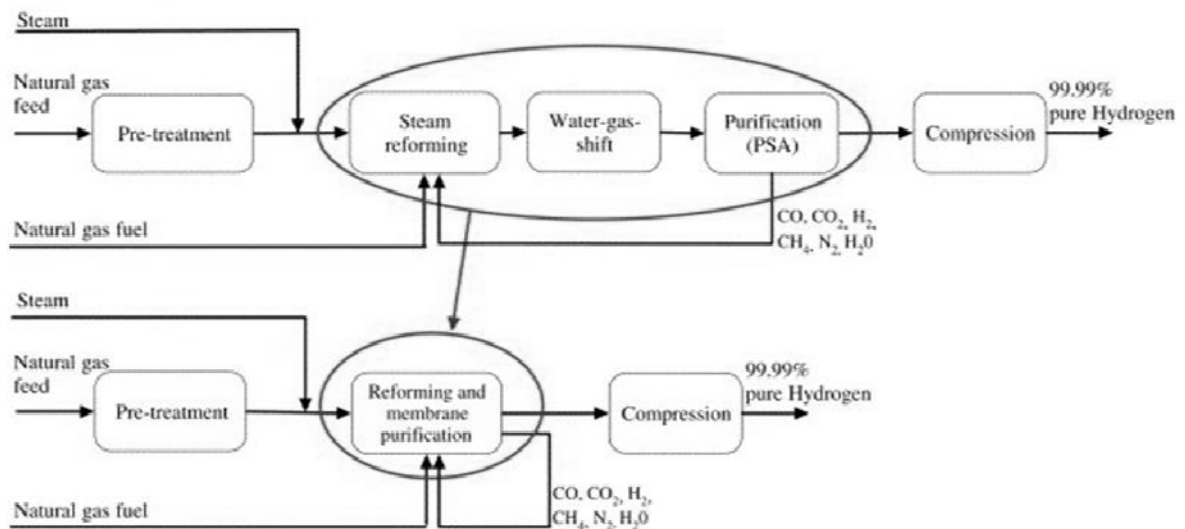 Steam
Natural gas
feed
Pre-treatment
Steam
reforming
Water-gas-
shift
Purification
(PSA)
Compression
99.99%
pure Hydrogen
Natural gas fuel
CO, CO₂, H₂,
CH₄, N₂, H₂0
Steam
Natural gas
feed
Pre-treatment
Reforming and
membrane
purification
Compression
99.99%
pure Hydrogen
Natural gas fuel
CO, CO₂, H₂,
CH₄, N₂, H₂0